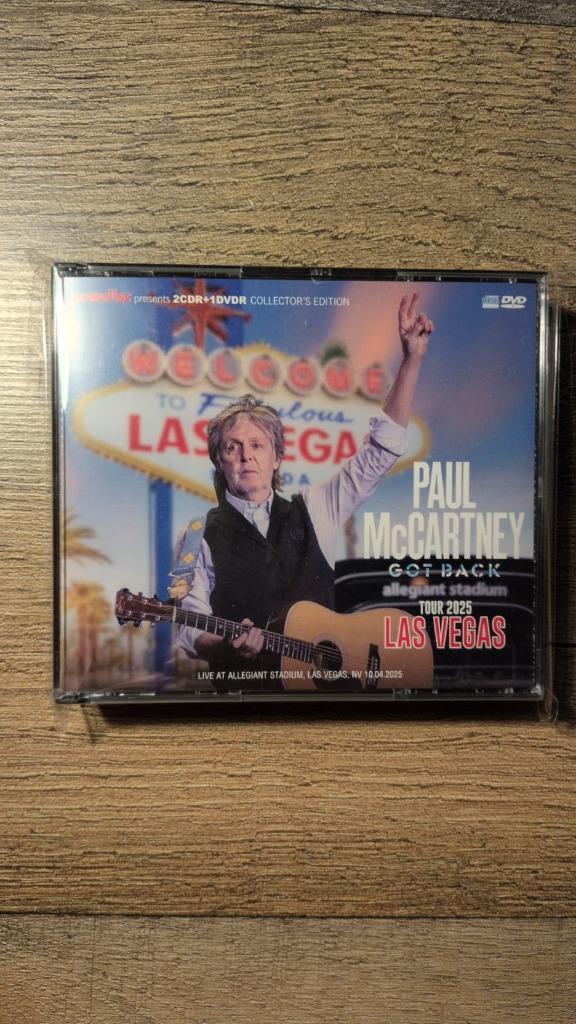 presents 2CDR+1DVDR COLLECTOR'S EDITION
DVD
WELCOME
TO Fabulous
LAS VEGAS
PAUL
McCARTNEY
GOT BACK
allegiant stadium
TOUR 2025
LAS VEGAS
LIVE AT ALLEGIANT STADIUM, LAS VEGAS, NV 10.04.2025